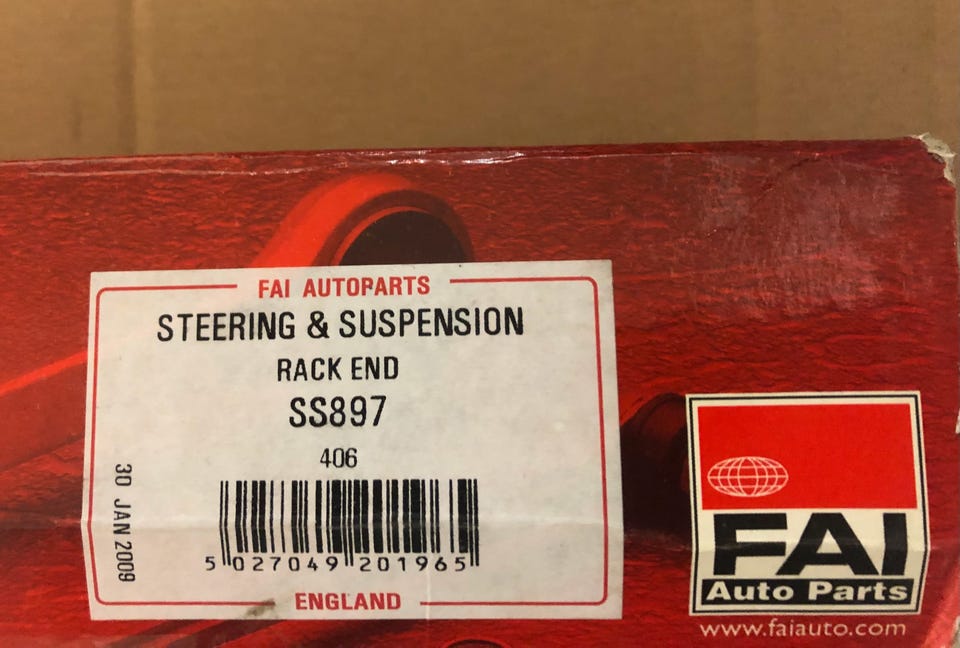 FAI AUTOPARTS
STEERING & SUSPENSION
RACK END
SS897
406
30 JAN 2009
5 027049 201965
ENGLAND
FAI
Auto Parts
www.faiauto.com